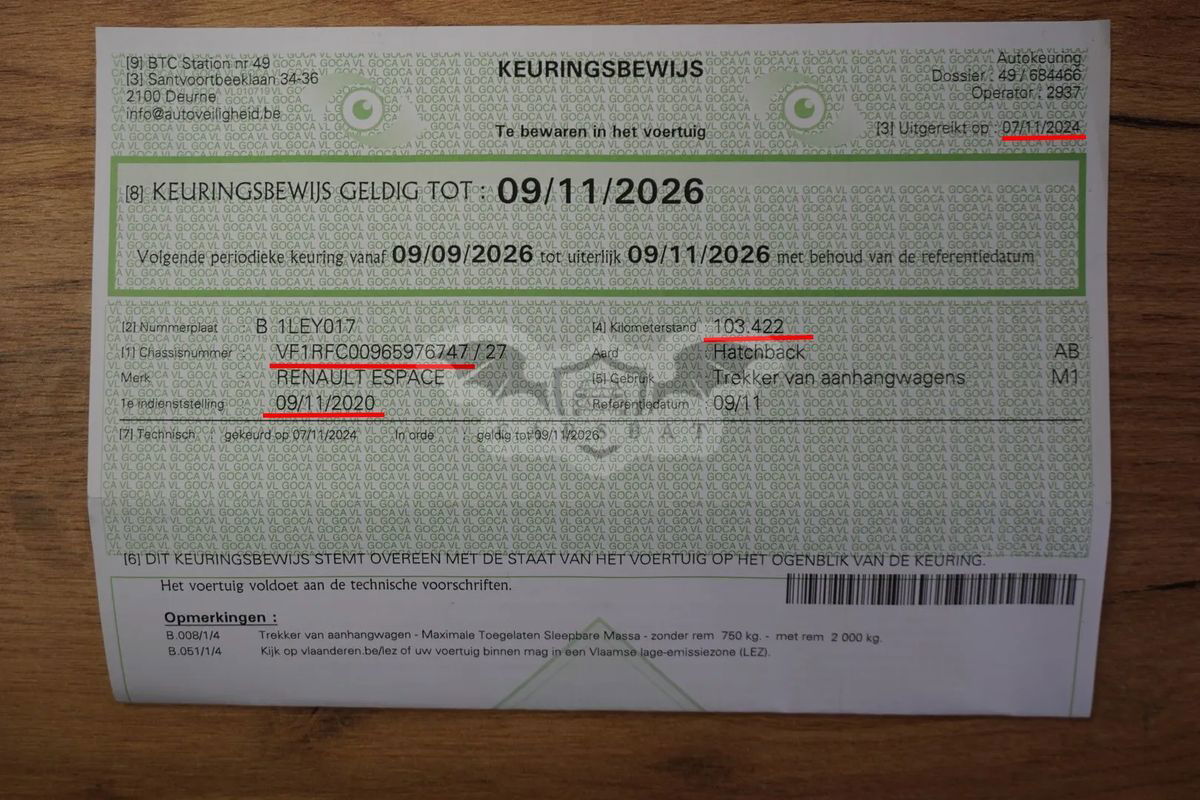 [9] BTC Station nr 49
[3] Santvoortbeeklaan 34-36
2100 Deurne
info@autoveiligheid.be
KEURINGSBEWIJS
Te bewaren in het voertuig
Autokeuring
Dossier : 49 / 684466
Operator : 2937
[3] Uitgereikt op : 07/11/2024
[8] KEURINGSBEWIJS GELDIG TOT : 09/11/2026
Volgende periodieke keuring vanaf 09/09/2026 tot uiterlijk 09/11/2026 met behoud van de referentiedatum
[2] Nummerplaat : B 1LEY017 [4] Kilometerstand : 103.422
[1] Chassisnummer : VF1RFC00965976747 / 27 Aard : Hatchback AB
Merk RENAULT ESPACE [5] Gebruik : Trekker van aanhangwagens M1
1e indienststelling 09/11/2020 Referentiedatum 09/11
[7] Technisch : gekeurd op 07/11/2024 In orde geldig tot 09/11/2026
[6] DIT KEURINGSBEWIJS STEMT OVEREEN MET DE STAAT VAN HET VOERTUIG OP HET OGENBLIK VAN DE KEURING.
Het voertuig voldoet aan de technische voorschriften.
Opmerkingen :
B.008/1/4 Trekker van aanhangwagen - Maximale Toegelaten Sleepbare Massa - zonder rem 750 kg. - met rem 2 000 kg.
B.051/1/4 Kijk op vlaanderen.be/lez of uw voertuig binnen mag in een Vlaamse lage-emissiezone (LEZ).